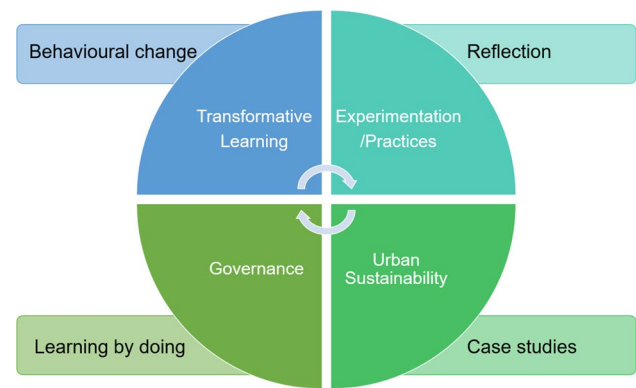 Behavioural change
Reflection
Transformative
Learning
Experimentation
/Practices
Governance
Urban
Sustainability
Learning by doing
Case studies